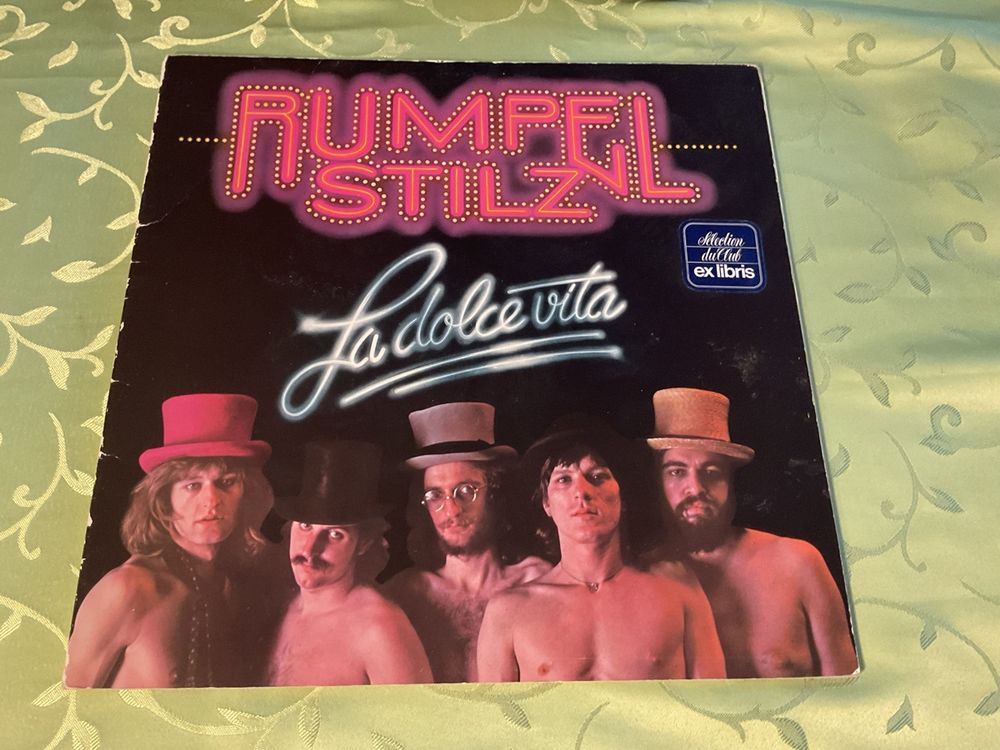 RUMPEL
STILZ
La dolce vita
Sélection
du Club
ex libris